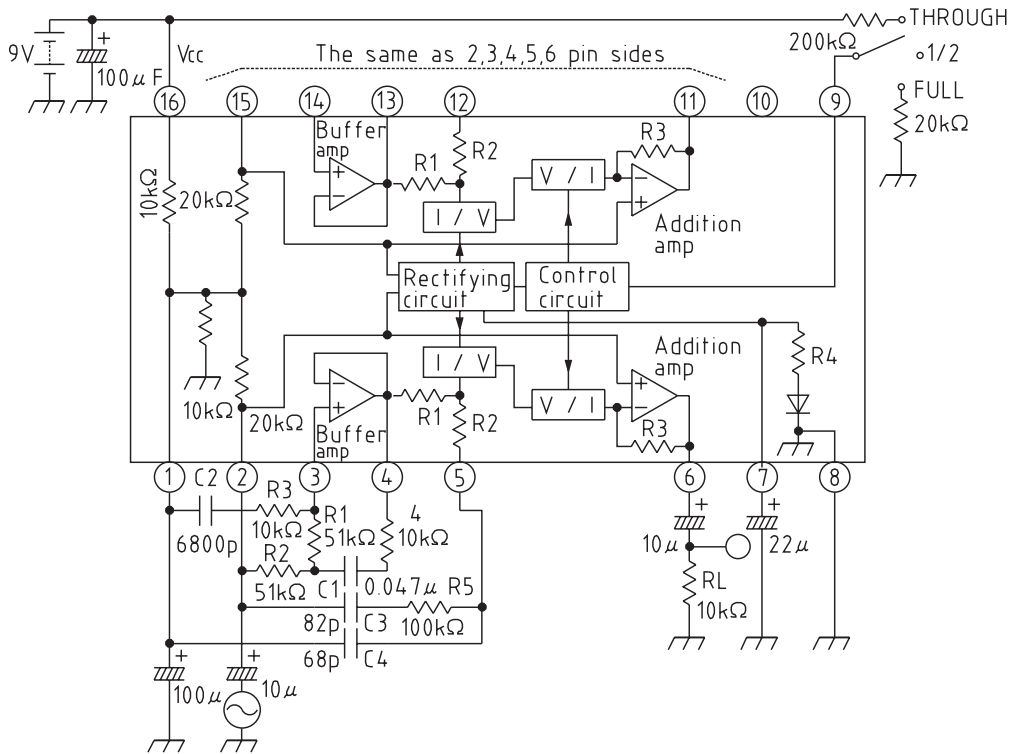 THROUGH
200kΩ
1/2
FULL
20kΩ
9V
+
100μF
Vcc
The same as 2,3,4,5,6 pin sides
16
15
14
13
12
11
10
9
Buffer
amp
+
−
R1
R2
R3
V / I
−
+
I / V
Addition
amp
10kΩ
20kΩ
Rectifying
circuit
Control
circuit
Addition
amp
R4
I / V
+
−
V / I
R3
−
+
R1
R2
Buffer
amp
10kΩ
20kΩ
1
2
3
4
5
6
7
8
C2
R3
R1
4
6800p
10kΩ
51kΩ
10kΩ
R2
51kΩ
C1
0.047μ
R5
82p
C3
100kΩ
68p
C4
+
100μ
+
10μ
+
10μ
+
22μ
RL
10kΩ